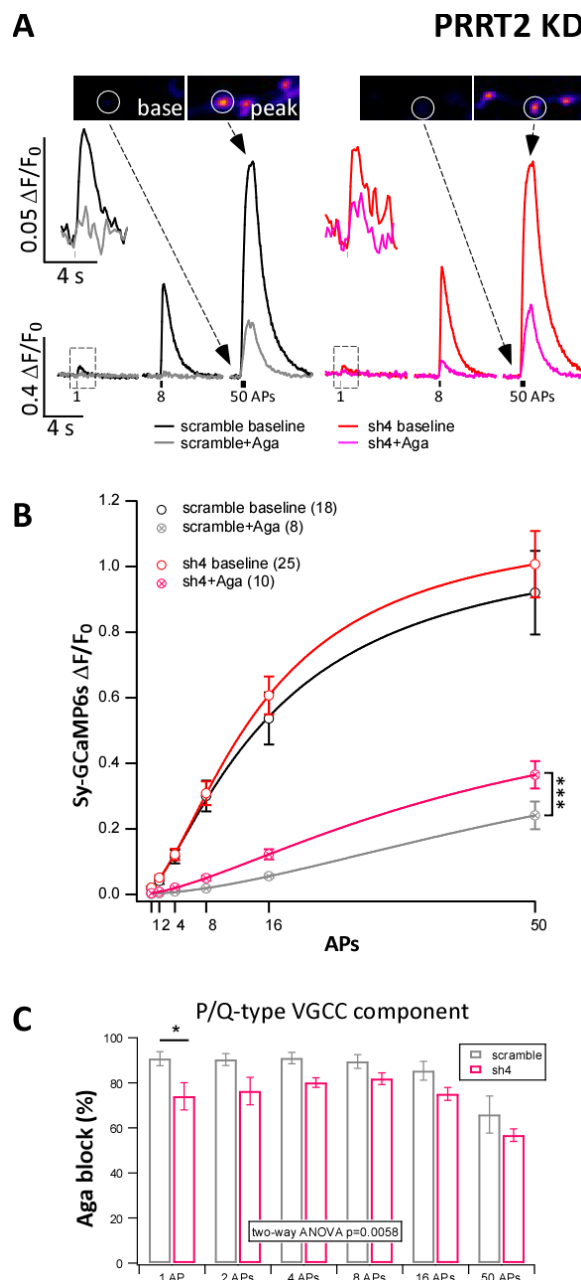 A
PRRT2 KD
base
peak
0.05 ΔF/F0
4 s
0.4 ΔF/F0
4 s
1
8
50 APs
1
8
50 APs
scramble baseline
scramble+Aga
sh4 baseline
sh4+Aga
B
scramble baseline (18)
scramble+Aga (8)
sh4 baseline (25)
sh4+Aga (10)
Sy-GCaMP6s ΔF/F0
1.2
1.0
0.8
0.6
0.4
0.2
0.0
***
1 2 4 8 16 50
APs
C
P/Q-type VGCC component
Aga block (%)
100
80
60
40
20
0
*
scramble
sh4
two-way ANOVA p=0.0058
1 AP 2 APs 4 APs 8 APs 16 APs 50 APs